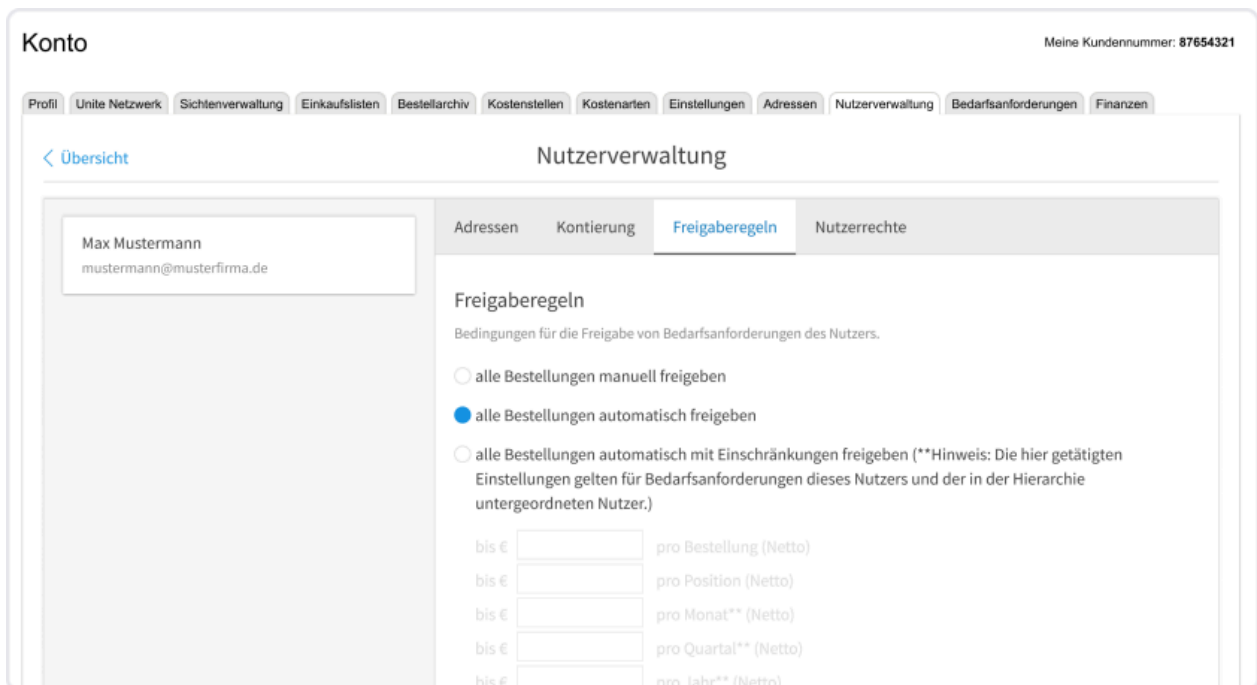 Konto
Meine Kundennummer: 87654321
Profil Unite Netzwerk Sichtenverwaltung Einkaufslisten Bestellarchiv Kostenstellen Kostenarten Einstellungen Adressen Nutzerverwaltung Bedarfsanforderungen Finanzen
Übersicht
Nutzerverwaltung
Max Mustermann
mustermann@musterfirma.de
Adressen Kontierung Freigaberegeln Nutzerrechte
Freigaberegeln
Bedingungen für die Freigabe von Bedarfsanforderungen des Nutzers.
alle Bestellungen manuell freigeben
alle Bestellungen automatisch freigeben
alle Bestellungen automatisch mit Einschränkungen freigeben (**Hinweis: Die hier getätigten
Einstellungen gelten für Bedarfsanforderungen dieses Nutzers und der in der Hierarchie
untergeordneten Nutzer.)
bis € pro Bestellung (Netto)
bis € pro Position (Netto)
bis € pro Monat** (Netto)
bis € pro Quartal** (Netto)
bis € pro Jahr** (Netto)